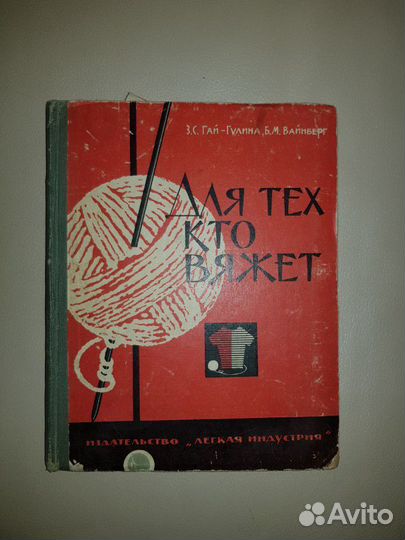 З.С. ГАЙ-ГУЛИНА, Б.М. ВАЙНБЕРГ
ДЛЯ ТЕХ
КТО
ВЯЖЕТ
ИЗДАТЕЛЬСТВО „ЛЕГКАЯ ИНДУСТРИЯ"
Avito